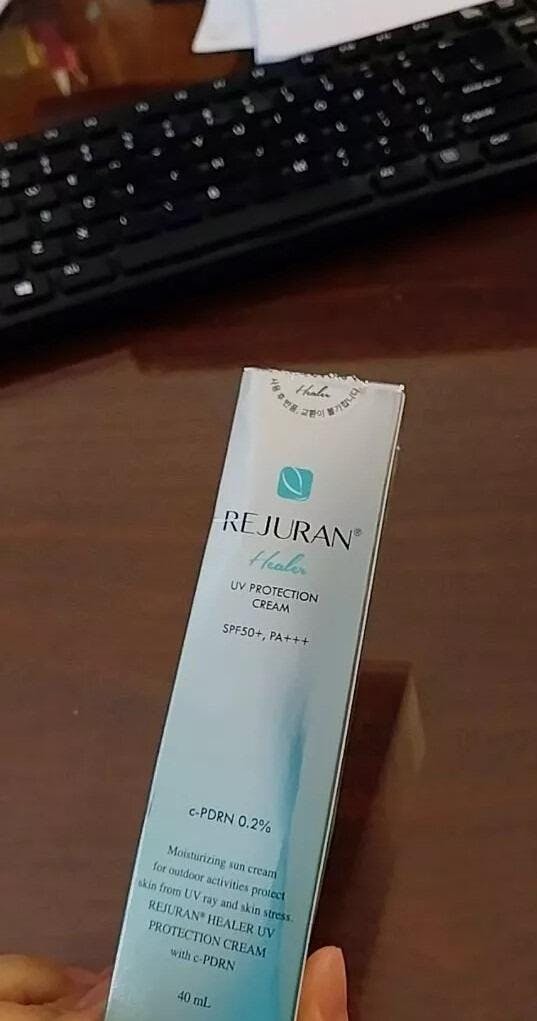 Healer
사용 후 반품, 교환이 불가합니다.
REJURAN®
Healer
UV PROTECTION
CREAM
SPF50+, PA+++
c-PDRN 0.2%
Moisturizing sun cream
for outdoor activities protect
skin from UV ray and skin stress.
REJURAN® HEALER UV
PROTECTION CREAM
with c-PDRN
40 mL